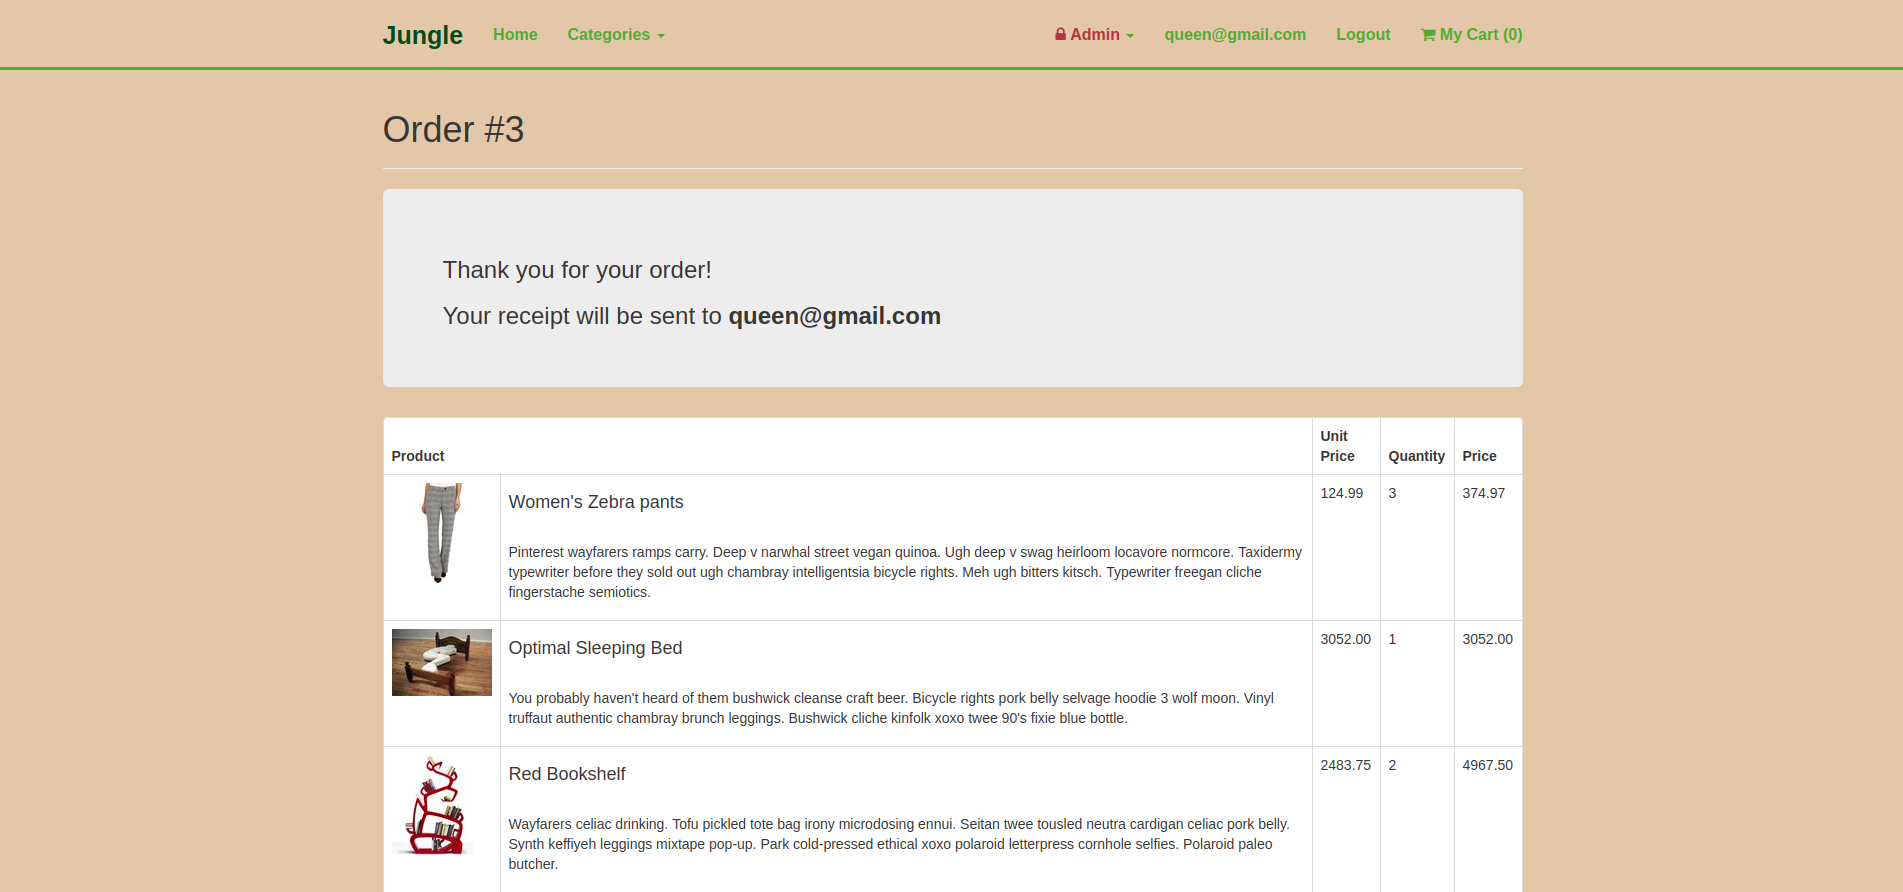 Jungle Home Categories Admin queen@gmail.com Logout My Cart (0)
Order #3
Thank you for your order!
Your receipt will be sent to queen@gmail.com
Product Unit Price Quantity Price
Women's Zebra pants 124.99 3 374.97
Pinterest wayfarers ramps carry. Deep v narwhal street vegan quinoa. Ugh deep v swag heirloom locavore normcore. Taxidermy
typewriter before they sold out ugh chambray intelligentsia bicycle rights. Meh ugh bitters kitsch. Typewriter freegan cliche
fingerstache semiotics.
Optimal Sleeping Bed 3052.00 1 3052.00
You probably haven't heard of them bushwick cleanse craft beer. Bicycle rights pork belly selvage hoodie 3 wolf moon. Vinyl
truffaut authentic chambray brunch leggings. Bushwick cliche kinfolk xoxo twee 90's fixie blue bottle.
Red Bookshelf 2483.75 2 4967.50
Wayfarers celiac drinking. Tofu pickled tote bag irony microdosing ennui. Seitan twee tousled neutra cardigan celiac pork belly.
Synth keffiyeh leggings mixtape pop-up. Park cold-pressed ethical xoxo polaroid letterpress cornhole selfies. Polaroid paleo
butcher.